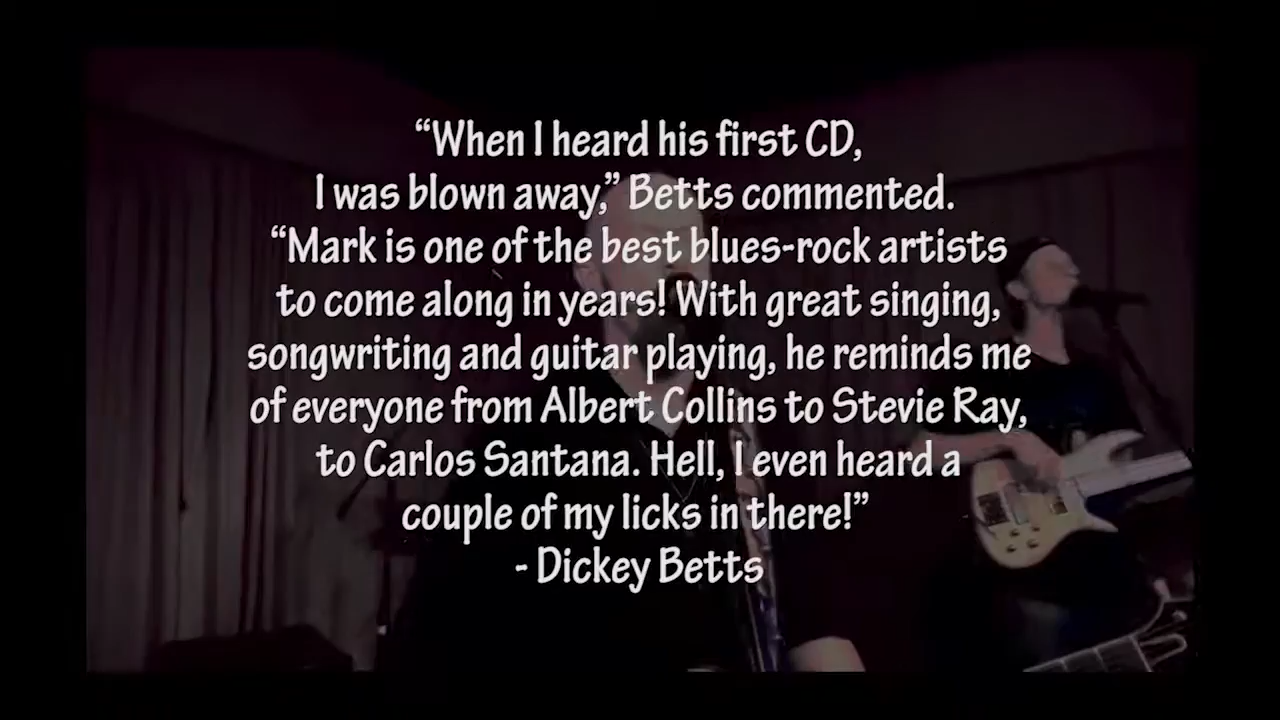 “When I heard his first CD,
I was blown away,” Betts commented.
“Mark is one of the best blues-rock artists
to come along in years! With great singing,
songwriting and guitar playing, he reminds me
of everyone from Albert Collins to Stevie Ray,
to Carlos Santana. Hell, I even heard a
couple of my licks in there!”
- Dickey Betts